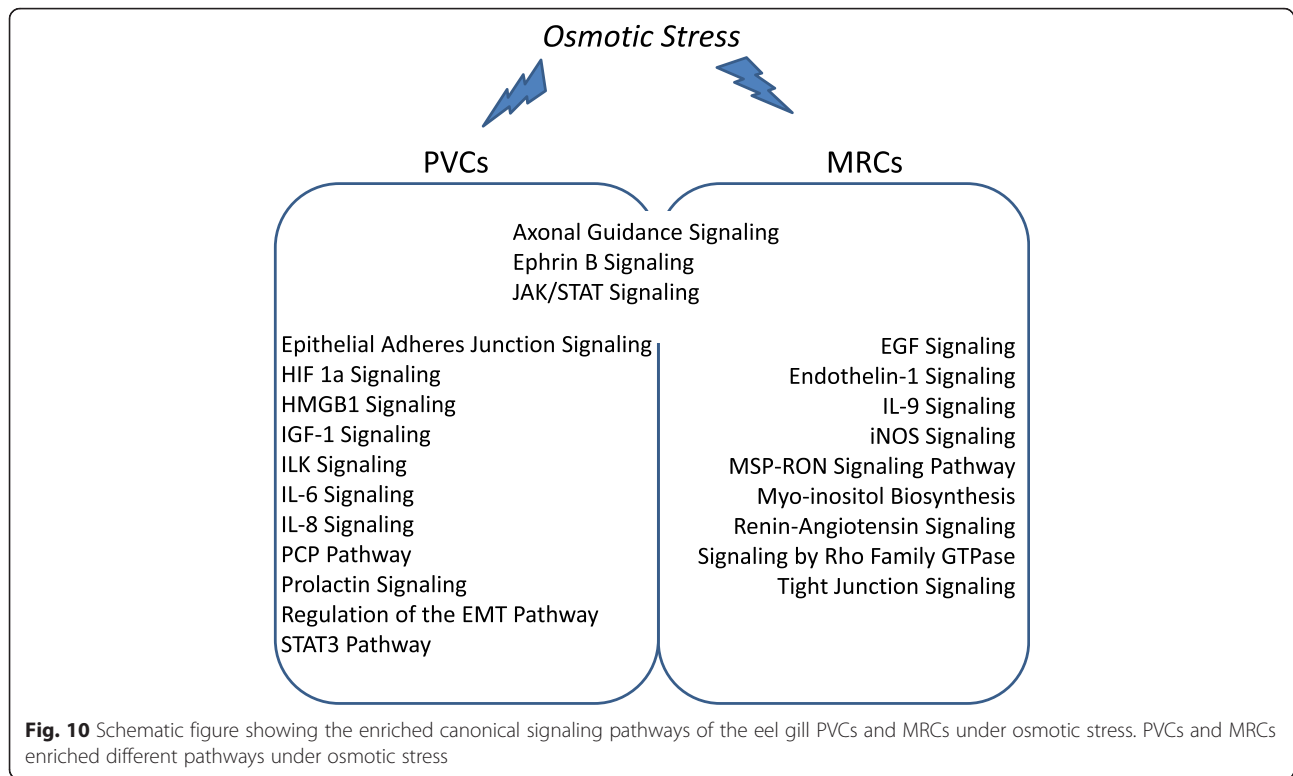 Osmotic Stress
PVCs
MRCs
Axonal Guidance Signaling
Ephrin B Signaling
JAK/STAT Signaling
Epithelial Adheres Junction Signaling
HIF 1a Signaling
HMGB1 Signaling
IGF-1 Signaling
ILK Signaling
IL-6 Signaling
IL-8 Signaling
PCP Pathway
Prolactin Signaling
Regulation of the EMT Pathway
STAT3 Pathway
EGF Signaling
Endothelin-1 Signaling
IL-9 Signaling
iNOS Signaling
MSP-RON Signaling Pathway
Myo-inositol Biosynthesis
Renin-Angiotensin Signaling
Signaling by Rho Family GTPase
Tight Junction Signaling
Fig. 10 Schematic figure showing the enriched canonical signaling pathways of the eel gill PVCs and MRCs under osmotic stress. PVCs and MRCs
enriched different pathways under osmotic stress